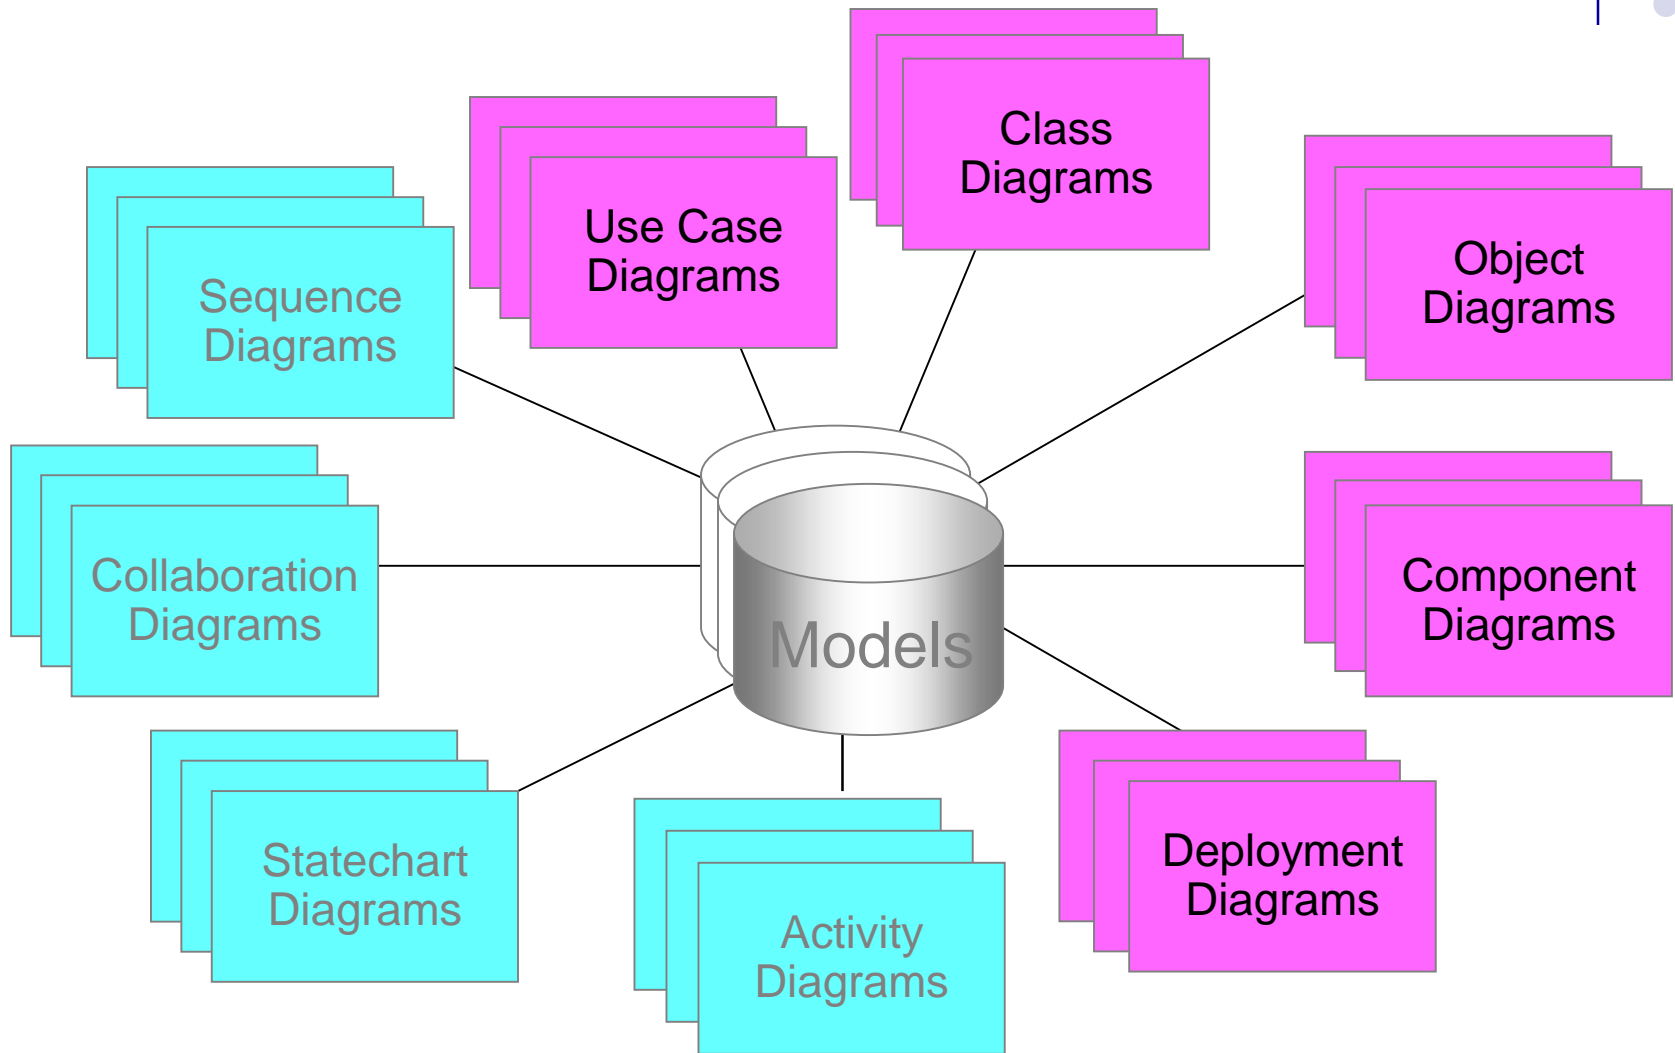 Class
Diagrams
Use Case
Diagrams
Object
Diagrams
Sequence
Diagrams
Collaboration
Diagrams
Component
Diagrams
Models
Statechart
Diagrams
Deployment
Diagrams
Activity
Diagrams